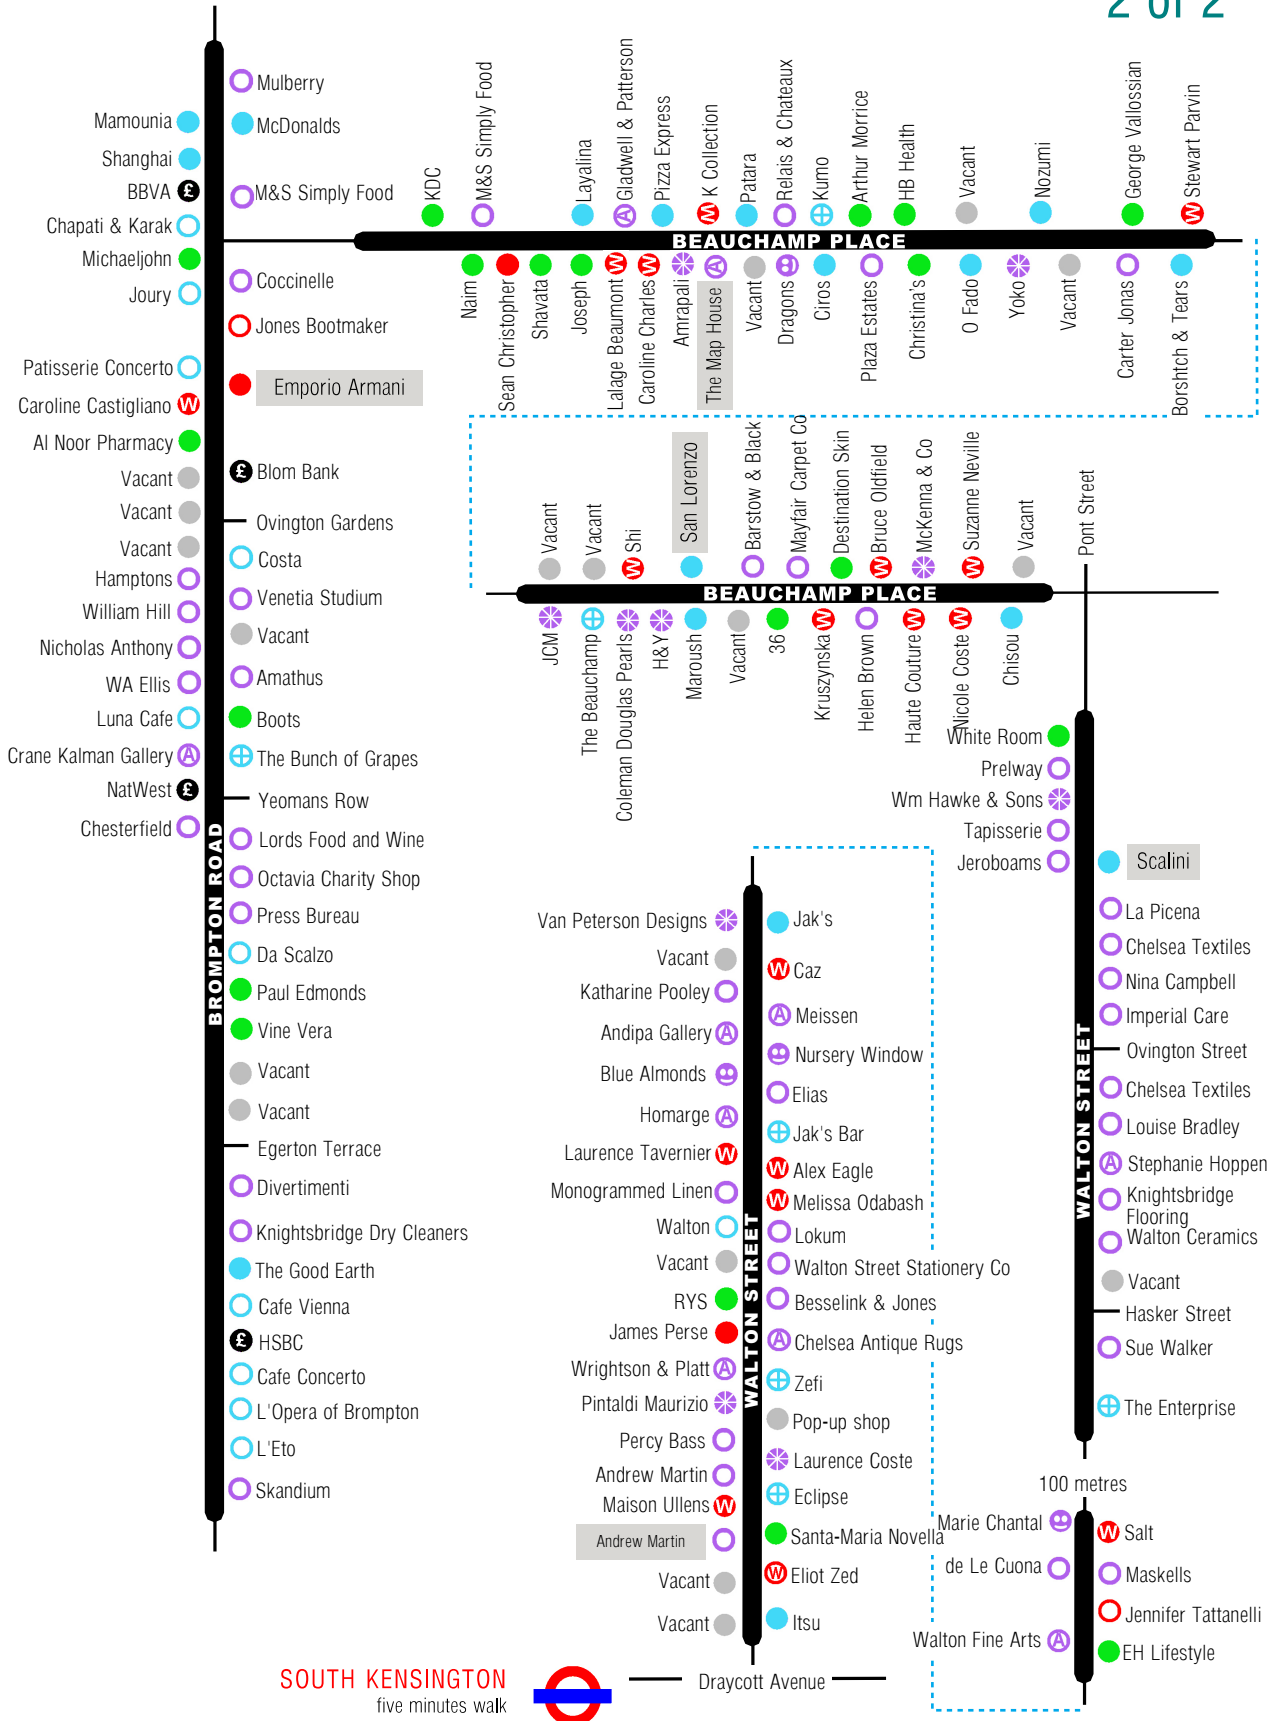 2 of 2
Mulberry
Mamounia
McDonalds
Shanghai
BBVA
£
M&S Simply Food
Chapati & Karak
Michaeljohn
Joury
Coccinelle
Jones Bootmaker
Patisserie Concerto
Emporio Armani
Caroline Castigliano
W
Al Noor Pharmacy
Vacant
£
Blom Bank
Vacant
Ovington Gardens
Vacant
Costa
Hamptons
Venetia Studium
William Hill
Vacant
Nicholas Anthony
Amathus
WA Ellis
Luna Cafe
Boots
Crane Kalman Gallery
A
The Bunch of Grapes
NatWest
£
Yeomans Row
Chesterfield
BROMPTON ROAD
Lords Food and Wine
Octavia Charity Shop
Press Bureau
Da Scalzo
Paul Edmonds
Vine Vera
Vacant
Vacant
Egerton Terrace
Divertimenti
Knightsbridge Dry Cleaners
The Good Earth
Cafe Vienna
£
HSBC
Cafe Concerto
L'Opera of Brompton
L'Eto
Skandium
KDC
M&S Simply Food
Layalina
Gladwell & Patterson
A
Pizza Express
K Collection
W
Patara
Relais & Chateaux
Kumo
Arthur Morrice
HB Health
Vacant
Nozumi
George Vallossian
Stewart Parvin
W
BEAUCHAMP PLACE
Naim
Sean Christopher
Shavata
Joseph
W
Lalage Beaumont
W
Caroline Charles
Amrapali
A
The Map House
Vacant
Dragons
Ciros
Plaza Estates
Christina's
O Fado
Yoko
Vacant
Carter Jonas
Borshtch & Tears
Vacant
Vacant
Shi
W
San Lorenzo
Barstow & Black
Mayfair Carpet Co
Destination Skin
Bruce Oldfield
W
McKenna & Co
Suzanne Neville
W
Vacant
BEAUCHAMP PLACE
JCM
The Beauchamp
Coleman Douglas Pearls
H&Y
Maroush
Vacant
36
W
Kruszynska
Helen Brown
W
Haute Couture
W
Nicole Coste
Chisou
Pont Street
White Room
Prelway
Wm Hawke & Sons
Tapisserie
Jeroboams
Scalini
La Picena
Chelsea Textiles
Nina Campbell
Imperial Care
WALTON STREET
Ovington Street
Chelsea Textiles
Louise Bradley
A
Stephanie Hoppen
Knightsbridge
Flooring
Walton Ceramics
Vacant
Hasker Street
Sue Walker
The Enterprise
100 metres
Marie Chantal
W
Salt
de Le Cuona
Maskells
Jennifer Tattanelli
Walton Fine Arts
A
EH Lifestyle
Van Peterson Designs
Jak's
Vacant
W
Caz
Katharine Pooley
Meissen
A
Andipa Gallery
A
Nursery Window
Blue Almonds
Elias
Homarge
A
Jak's Bar
Laurence Tavernier
W
W
Alex Eagle
Monogrammed Linen
W
Melissa Odabash
Walton
Lokum
WALTON STREET
Vacant
Walton Street Stationery Co
RYS
Besselink & Jones
James Perse
A
Chelsea Antique Rugs
Wrightson & Platt
A
Zefi
Pintaldi Maurizio
Pop-up shop
Percy Bass
Laurence Coste
Andrew Martin
Eclipse
Maison Ullens
W
Santa-Maria Novella
Andrew Martin
Vacant
W
Eliot Zed
Vacant
Itsu
Draycott Avenue
SOUTH KENSINGTON
five minutes walk